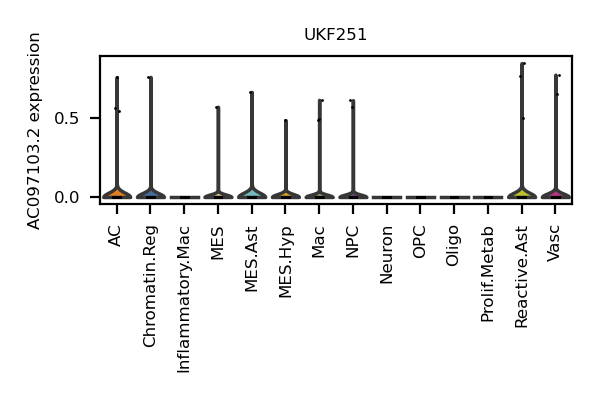 UKF251
AC097103.2 expression
0.5
0.0
AC
Chromatin.Reg
Inflammatory.Mac
MES
MES.Ast
MES.Hyp
Mac
NPC
Neuron
OPC
Oligo
Prolif.Metab
Reactive.Ast
Vasc